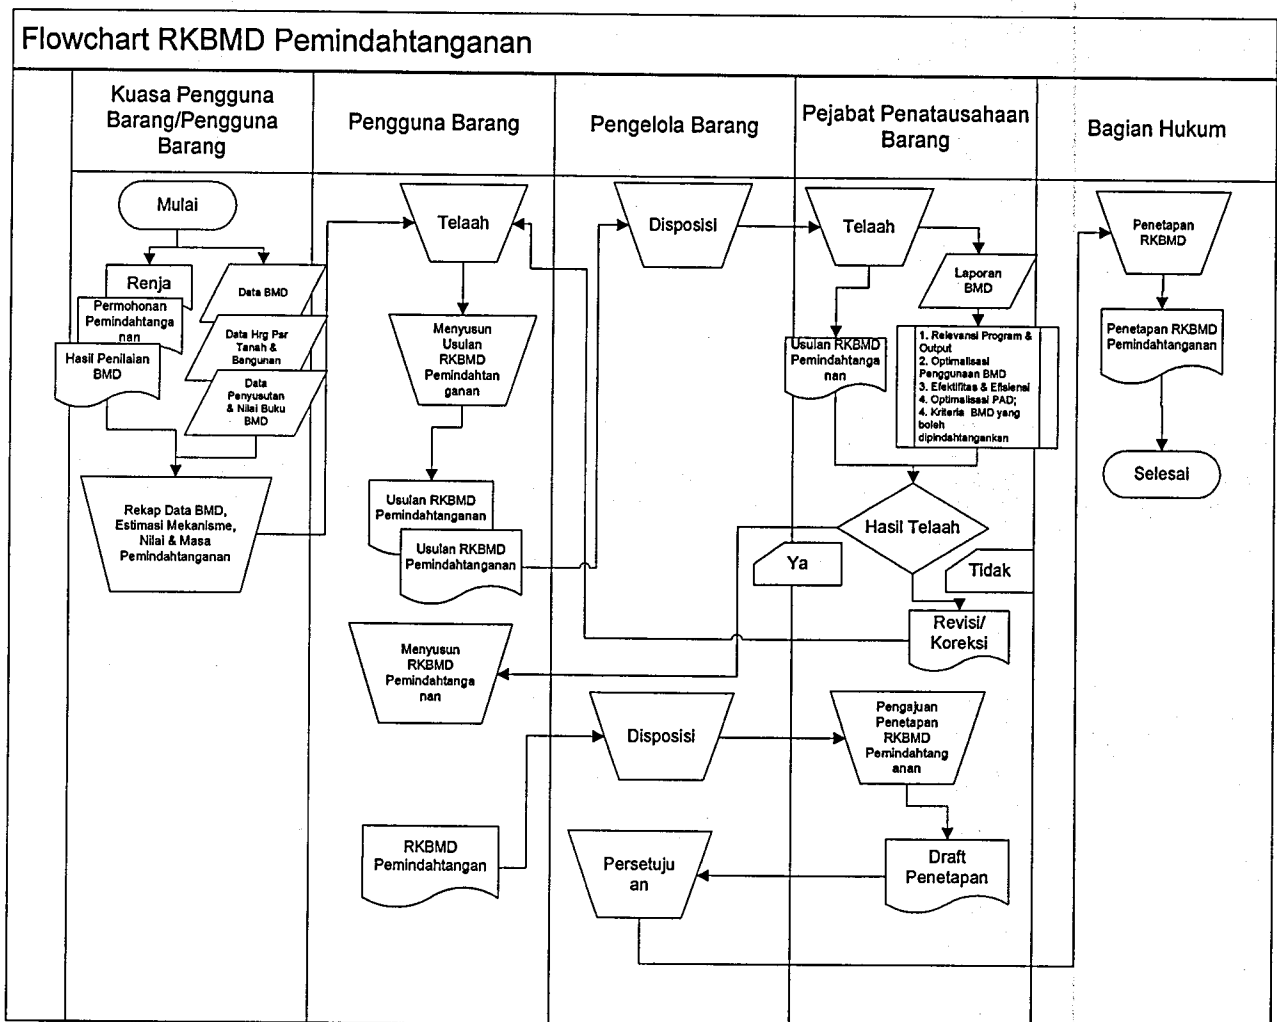 Flowchart RKBMD Pemindahtanganan
Kuasa Pengguna
Barang/Pengguna
Barang
Pengguna Barang
Pengelola Barang
Pejabat Penatausahaan
Barang
Bagian Hukum
Mulai
Renja
Permohonan
Pemindahtanga
nan
Hasil Penilaian
BMD
Data BMD
Data Hrg Psr
Tanah &
Bangunan
Data
Penyusutan
& Nilai Buku
BMD
Rekap Data BMD,
Estimasi Mekanisme,
Nilai & Masa
Pemindahtanganan
Telaah
Menyusun
Usulan
RKBMD
Pemindahtan
ganan
Usulan RKBMD
Pemindahtanganan
Usulan RKBMD
Pemindahtanganan
Disposisi
Telaah
Laporan
BMD
Usulan RKBMD
Pemindahtanga
nan
1. Relevansi Program &
Output
2. Optimalisasi
Penggunaan BMD
3. Efektifitas & Efisiensi
4. Optimalisasi PAD;
4. Kriteria BMD yang
boleh
dipindahtangankan
Hasil Telaah
Ya
Tidak
Revisi/
Koreksi
Menyusun
RKBMD
Pemindahtanga
nan
RKBMD
Pemindahtangan
Disposisi
Pengajuan
Penetapan
RKBMD
Pemindahtang
anan
Draft
Penetapan
Persetuju
an
Penetapan
RKBMD
Penetapan RKBMD
Pemindahtanganan
Selesai